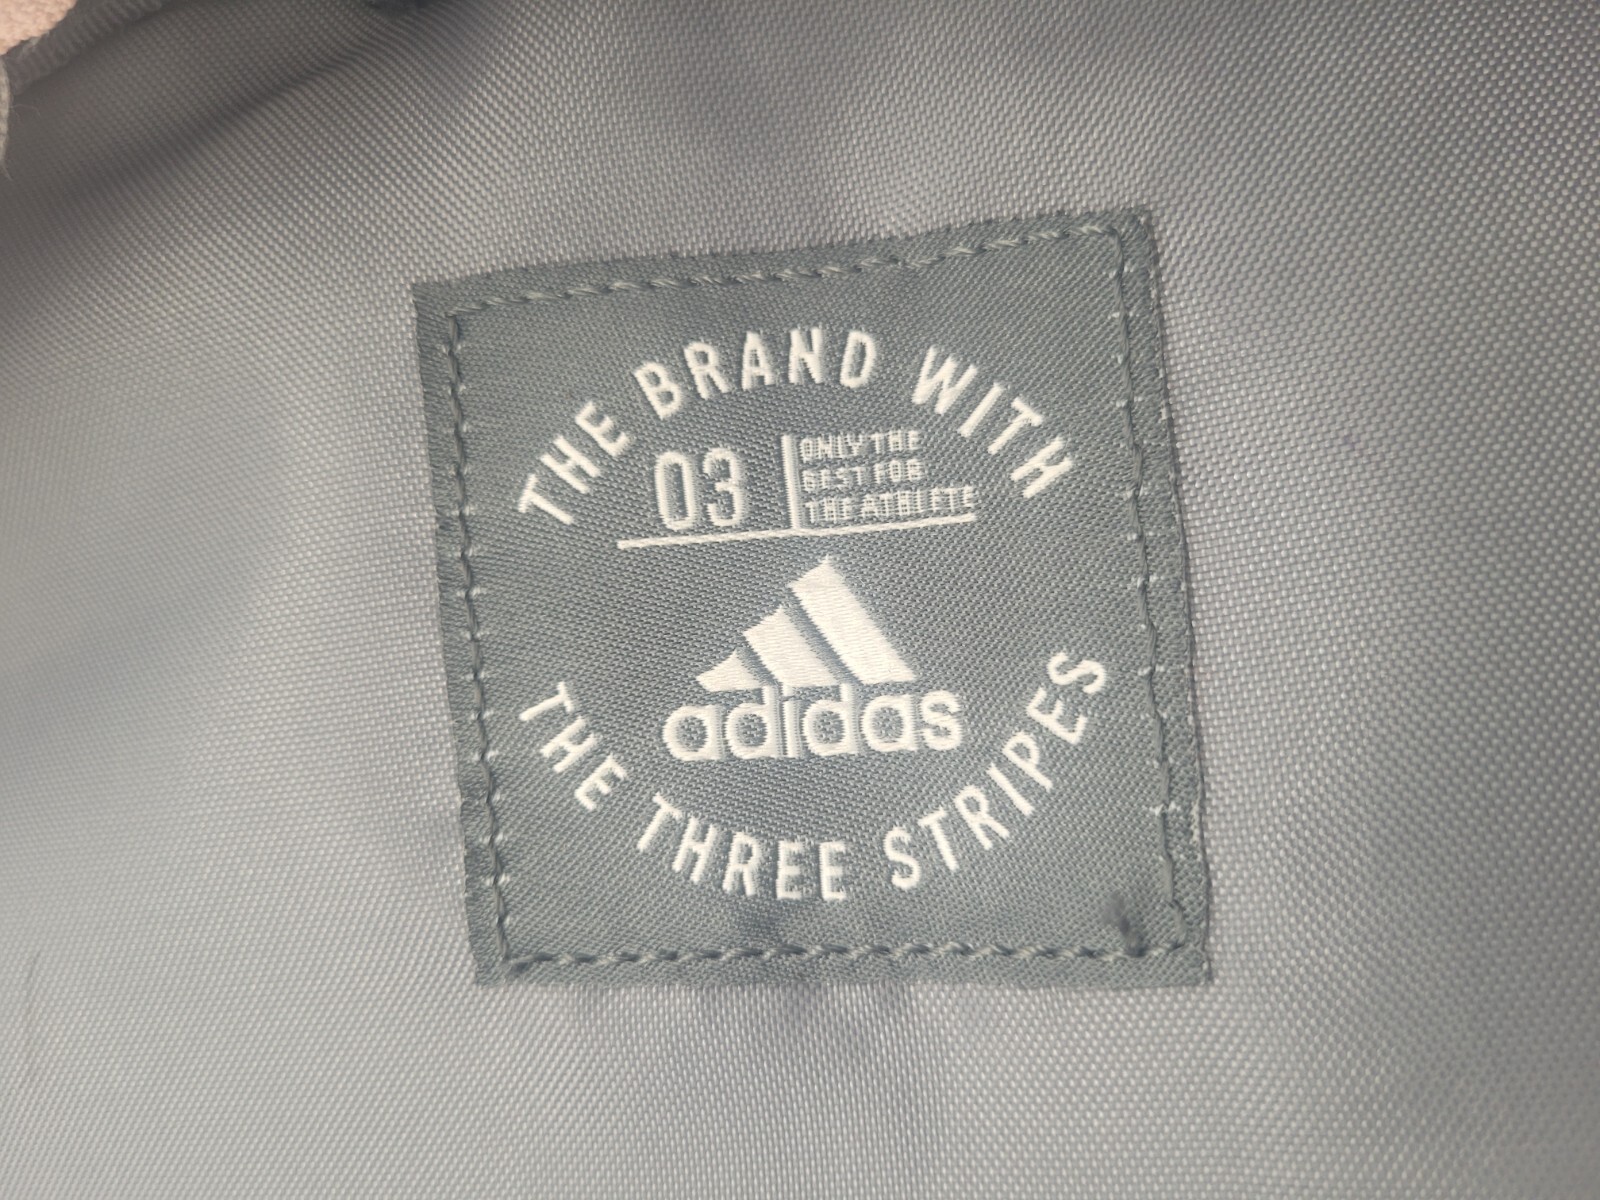 THE BRAND WITH
03
ONLY THE
BEST FOR
THE ATHLETE
adidas
THE THREE STRIPES